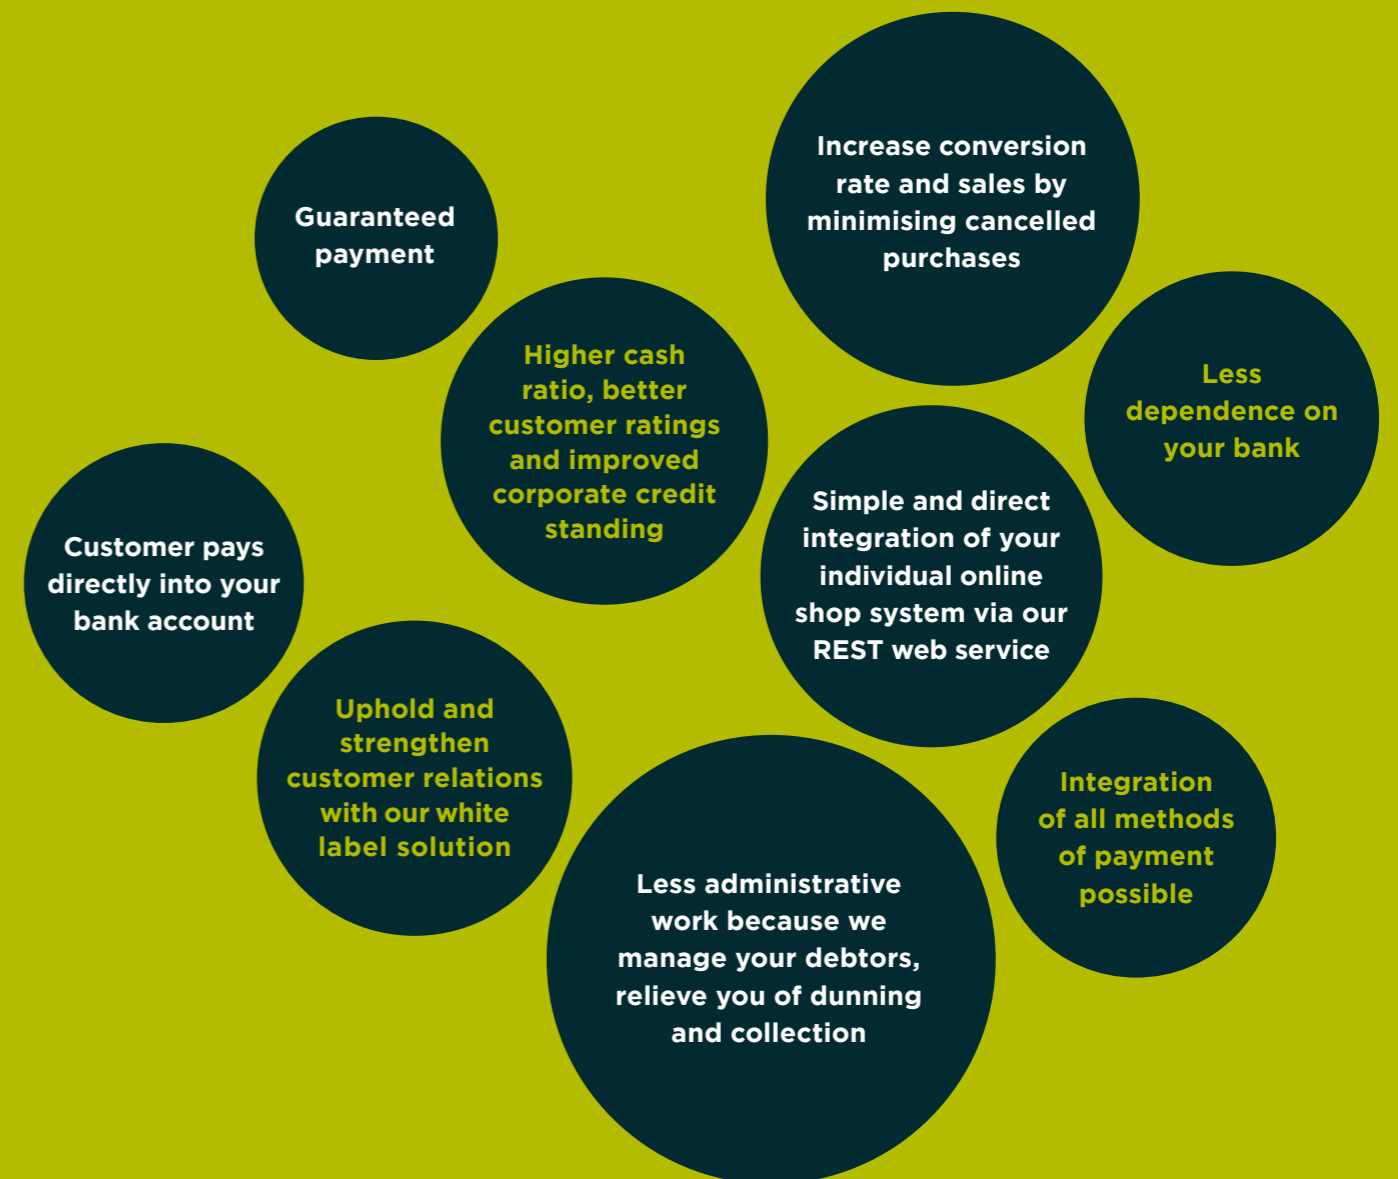 Increase conversion
rate and sales by
minimising cancelled
purchases
Guaranteed
payment
Higher cash
ratio, better
customer ratings
and improved
corporate credit
standing
Less
dependence on
your bank
Simple and direct
integration of your
individual online
shop system via our
REST web service
Customer pays
directly into your
bank account
Uphold and
strengthen
customer relations
with our white
label solution
Integration
of all methods
of payment
possible
Less administrative
work because we
manage your debtors,
relieve you of dunning
and collection